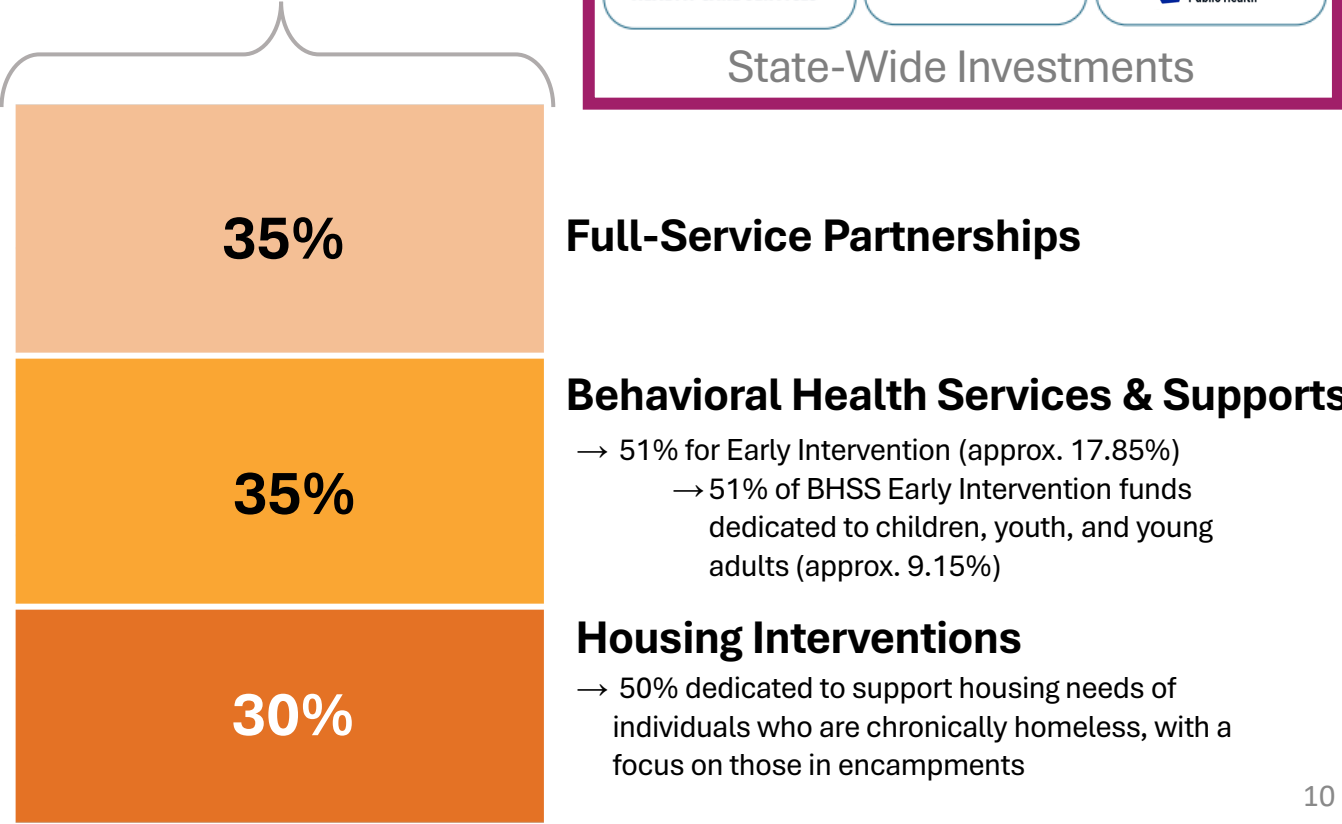 State-Wide Investments
35%
Full-Service Partnerships
35%
Behavioral Health Services & Supports
→ 51% for Early Intervention (approx. 17.85%)
→ 51% of BHSS Early Intervention funds
dedicated to children, youth, and young
adults (approx. 9.15%)
30%
Housing Interventions
→ 50% dedicated to support housing needs of
individuals who are chronically homeless, with a
focus on those in encampments
10